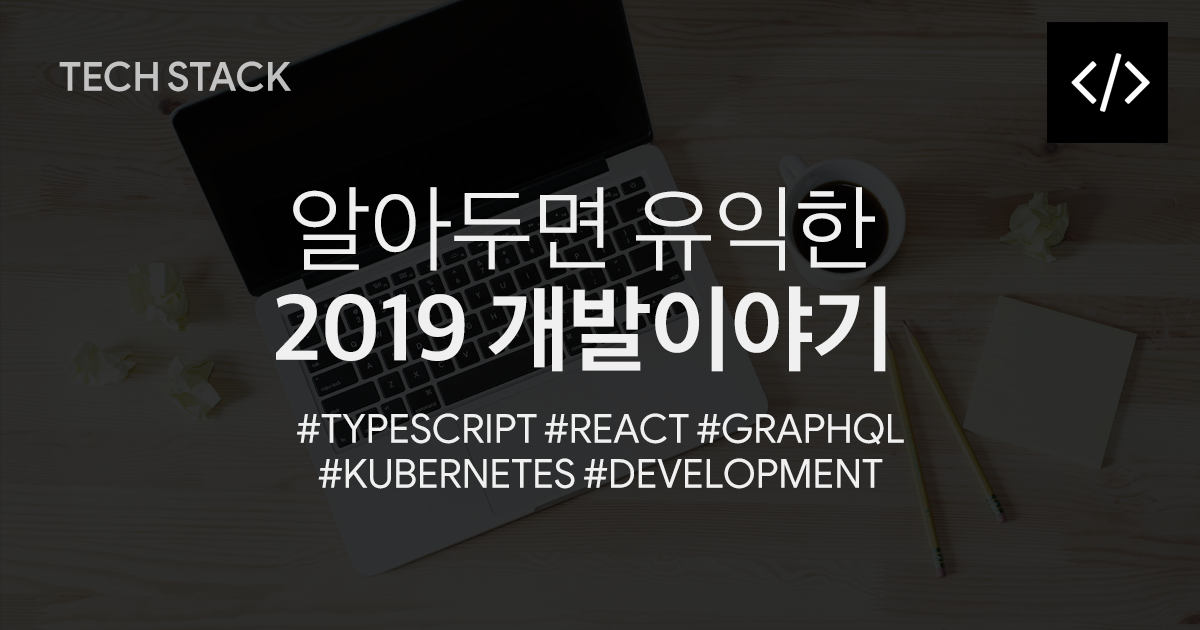 TECH STACK
</>
알아두면 유익한
2019 개발이야기
#TYPESCRIPT #REACT #GRAPHQL
#KUBERNETES #DEVELOPMENT